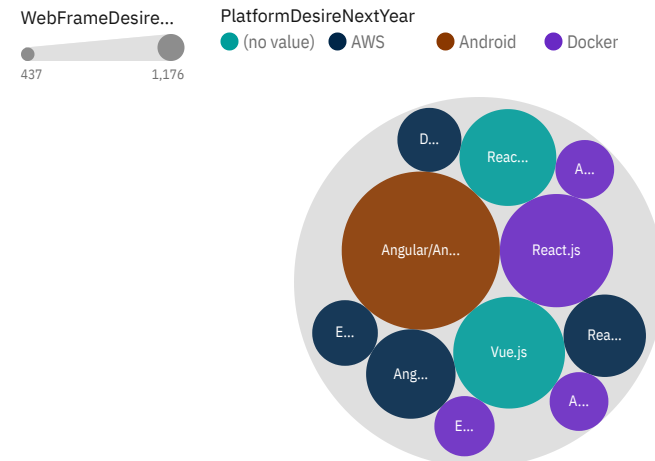 WebFrameDesire...
PlatformDesireNextYear
437
1,176
(no value)
AWS
Android
Docker
D...
Reac...
A...
Angular/An...
React.js
E...
Ang...
Vue.js
Rea...
A...
E...